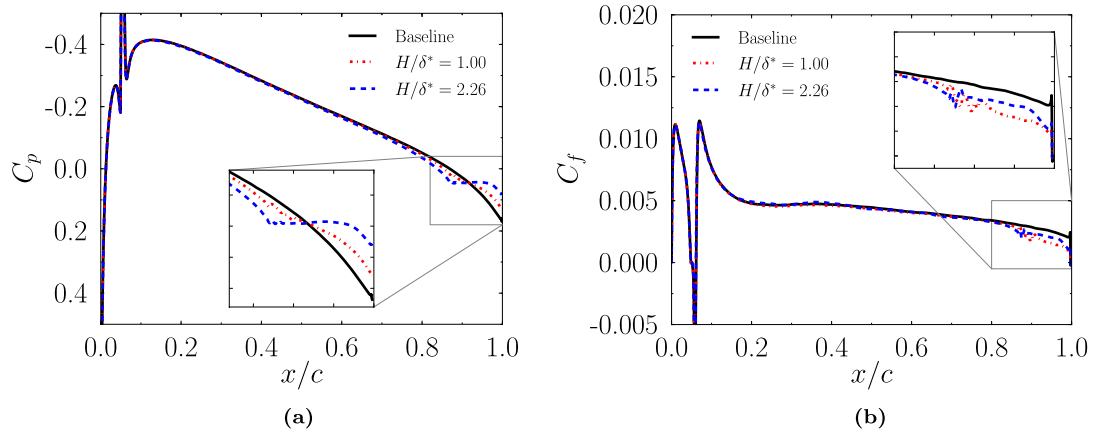 -0.4
-0.2
0.0
0.2
0.4
C_p
Baseline
H/δ* = 1.00
H/δ* = 2.26
0.0 0.2 0.4 0.6 0.8 1.0
x/c
(a)
0.020
0.015
0.010
0.005
0.000
-0.005
C_f
Baseline
H/δ* = 1.00
H/δ* = 2.26
0.0 0.2 0.4 0.6 0.8 1.0
x/c
(b)